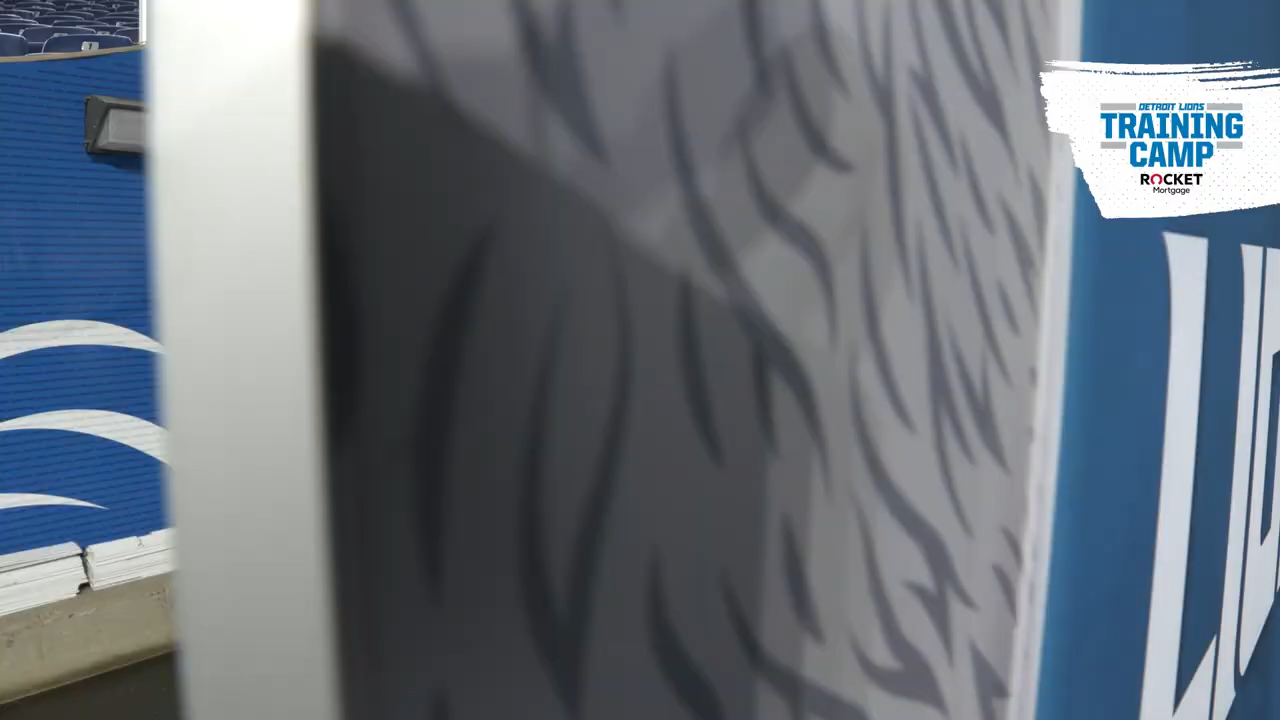 DETROIT LIONS
TRAINING
CAMP
ROCKET
Mortgage